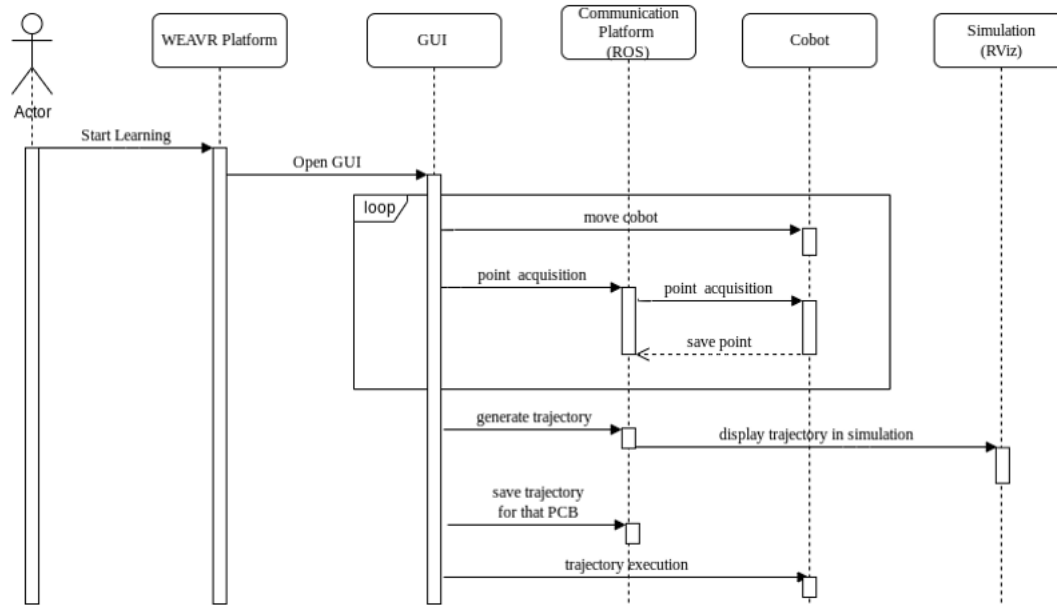 Communication
Platform
(ROS)
WEAVR Platform
GUI
Cobot
Simulation
(RViz)
Actor
Start Learning
Open GUI
loop
move cobot
point acquisition
point acquisition
save point
generate trajectory
display trajectory in simulation
save trajectory
for that PCB
trajectory execution